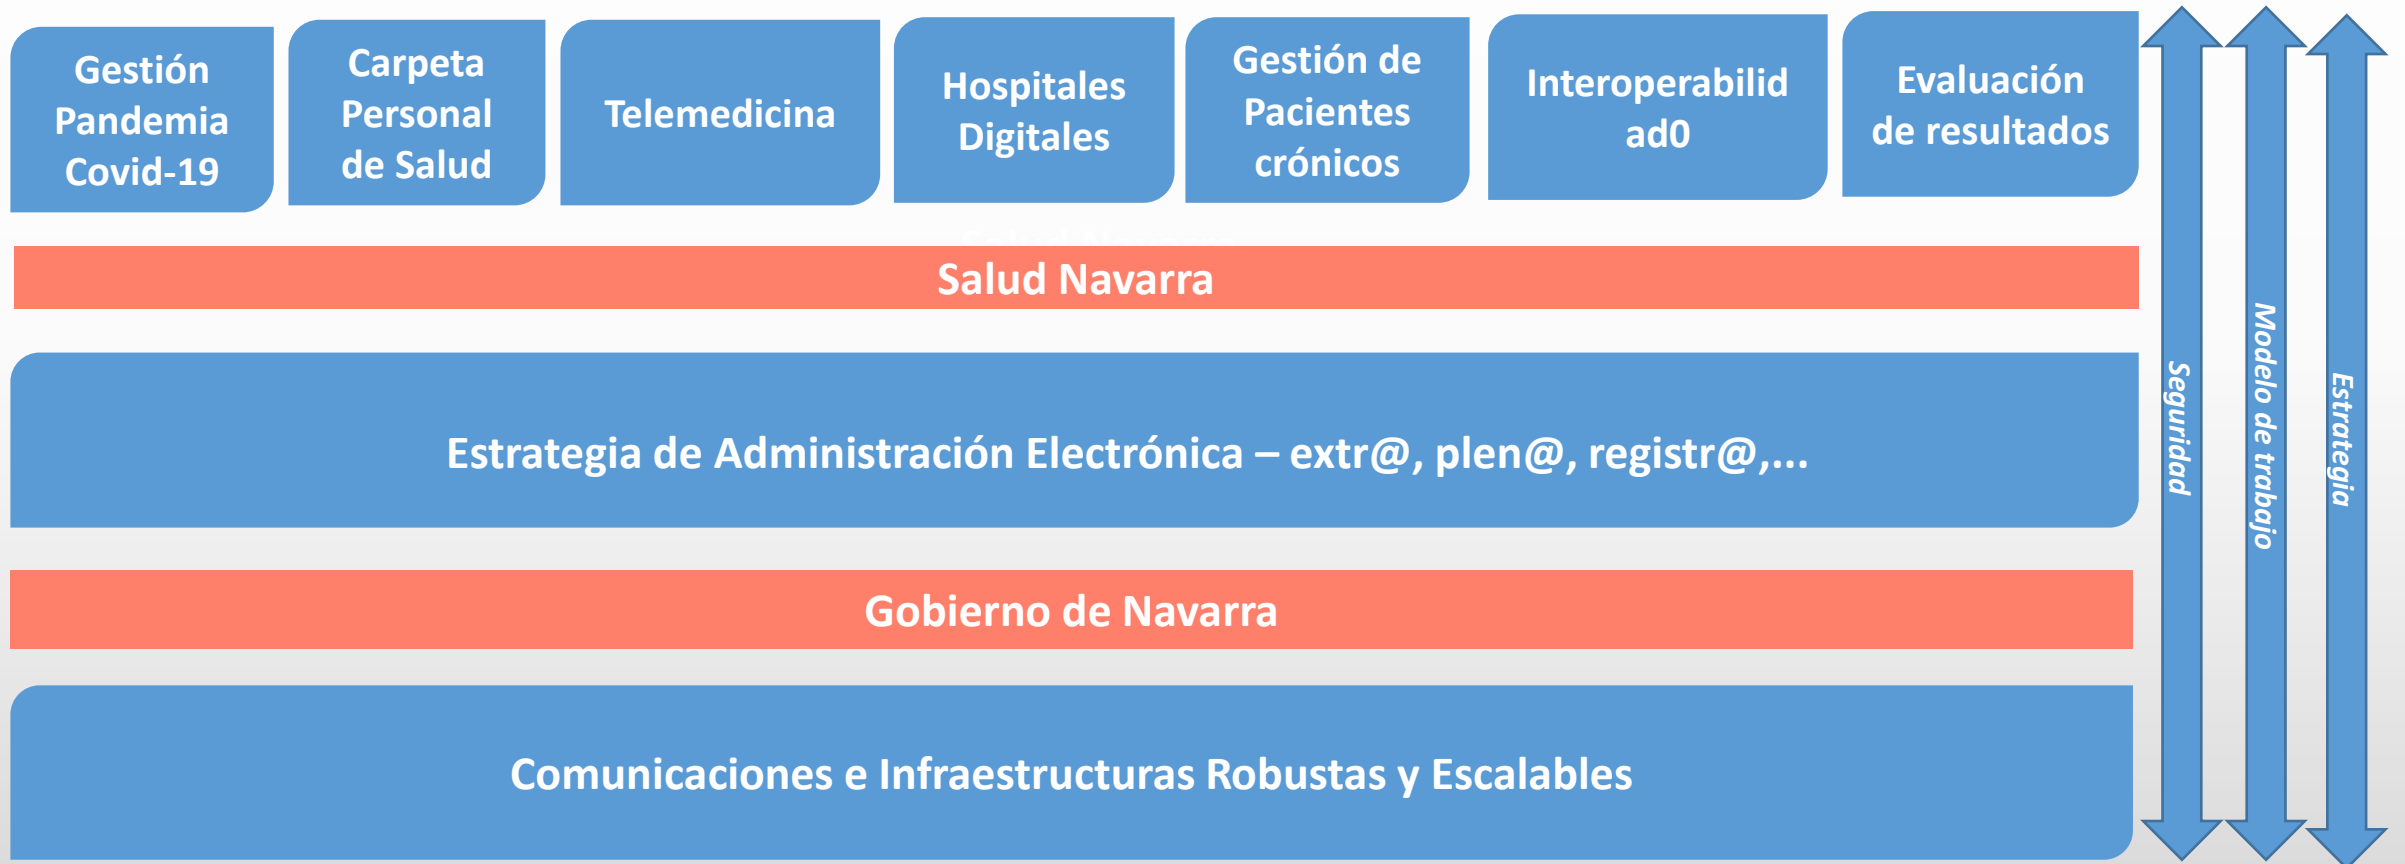 Gestión
Pandemia
Covid-19
Carpeta
Personal
de Salud
Telemedicina
Hospitales
Digitales
Gestión de
Pacientes
crónicos
Interoperabilid
ad0
Evaluación
de resultados
Salud Navarra
Estrategia de Administración Electrónica – extr@, plen@, registr@,...
Gobierno de Navarra
Comunicaciones e Infraestructuras Robustas y Escalables
Seguridad
Modelo de trabajo
Estrategia